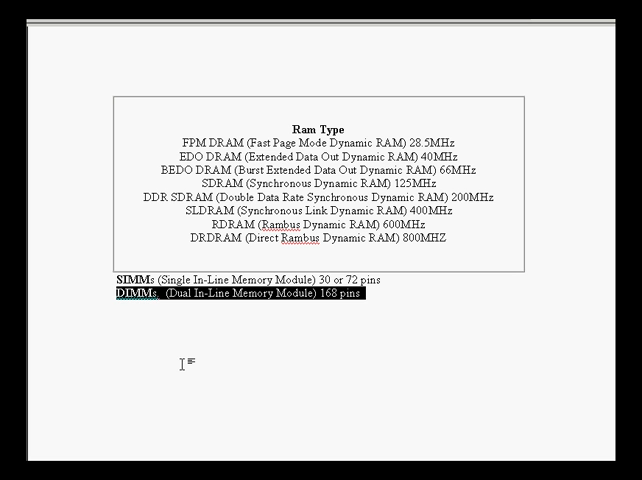 Ram Type
FPM DRAM (Fast Page Mode Dynamic RAM) 28.5MHz
EDO DRAM (Extended Data Out Dynamic RAM) 40MHz
BEDO DRAM (Burst Extended Data Out Dynamic RAM) 66MHz
SDRAM (Synchronous Dynamic RAM) 125MHz
DDR SDRAM (Double Data Rate Synchronous Dynamic RAM) 200MHz
SLDRAM (Synchronous Link Dynamic RAM) 400MHz
RDRAM (Rambus Dynamic RAM) 600MHz
DRDRAM (Direct Rambus Dynamic RAM) 800MHZ
SIMMs (Single In-Line Memory Module) 30 or 72 pins
DIMMs (Dual In-Line Memory Module) 168 pins